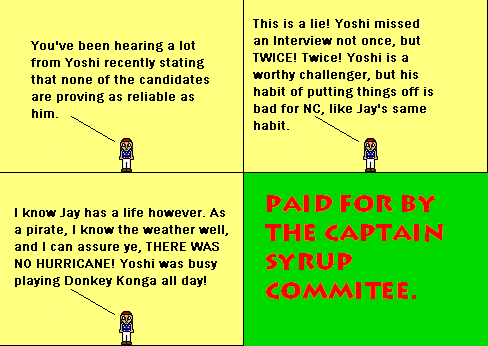 You've been hearing a lot
from Yoshi recently stating
that none of the candidates
are proving as reliable as
him.
This is a lie! Yoshi missed
an Interview not once, but
TWICE! Twice! Yoshi is a
worthy challenger, but his
habit of putting things off is
bad for NC, like Jay's same
habit.
I know Jay has a life however. As
a pirate, I know the weather well,
and I can assure ye, THERE WAS
NO HURRICANE! Yoshi was busy
playing Donkey Konga all day!
PAID FOR BY
THE CAPTAIN
SYRUP
COMMITEE.